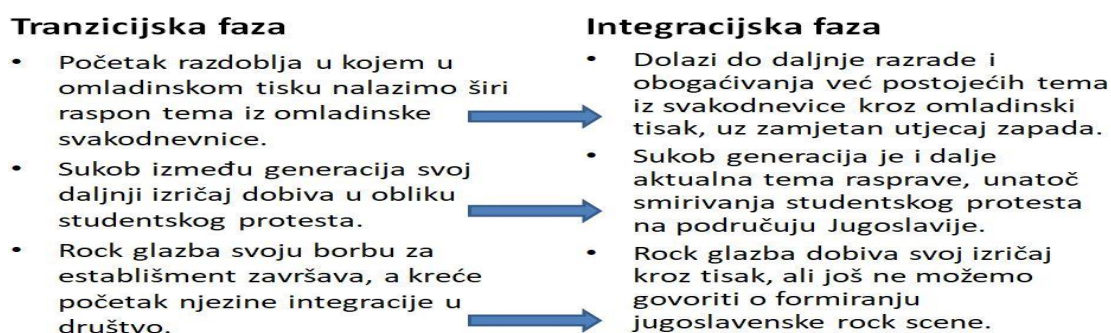 Tranzicijska faza
• Početak razdoblja u kojem u
omladinskom tisku nalazimo širi
raspon tema iz omladinske
svakodnevnice.
• Sukob između generacija svoj
daljnji izričaj dobiva u obliku
studentskog protesta.
• Rock glazba svoju borbu za
establišment završava, a kreće
početak njezine integracije u
društvo.
Integracijska faza
• Dolazi do daljnje razrade i
obogaćivanja već postojećih tema
iz svakodnevice kroz omladinski
tisak, uz zamjetan utjecaj zapada.
• Sukob generacija je i dalje
aktualna tema rasprave, unatoč
smirivanja studentskog protesta
na područuju Jugoslavije.
• Rock glazba dobiva svoj izričaj
kroz tisak, ali još ne možemo
govoriti o formiranju
jugoslavenske rock scene.